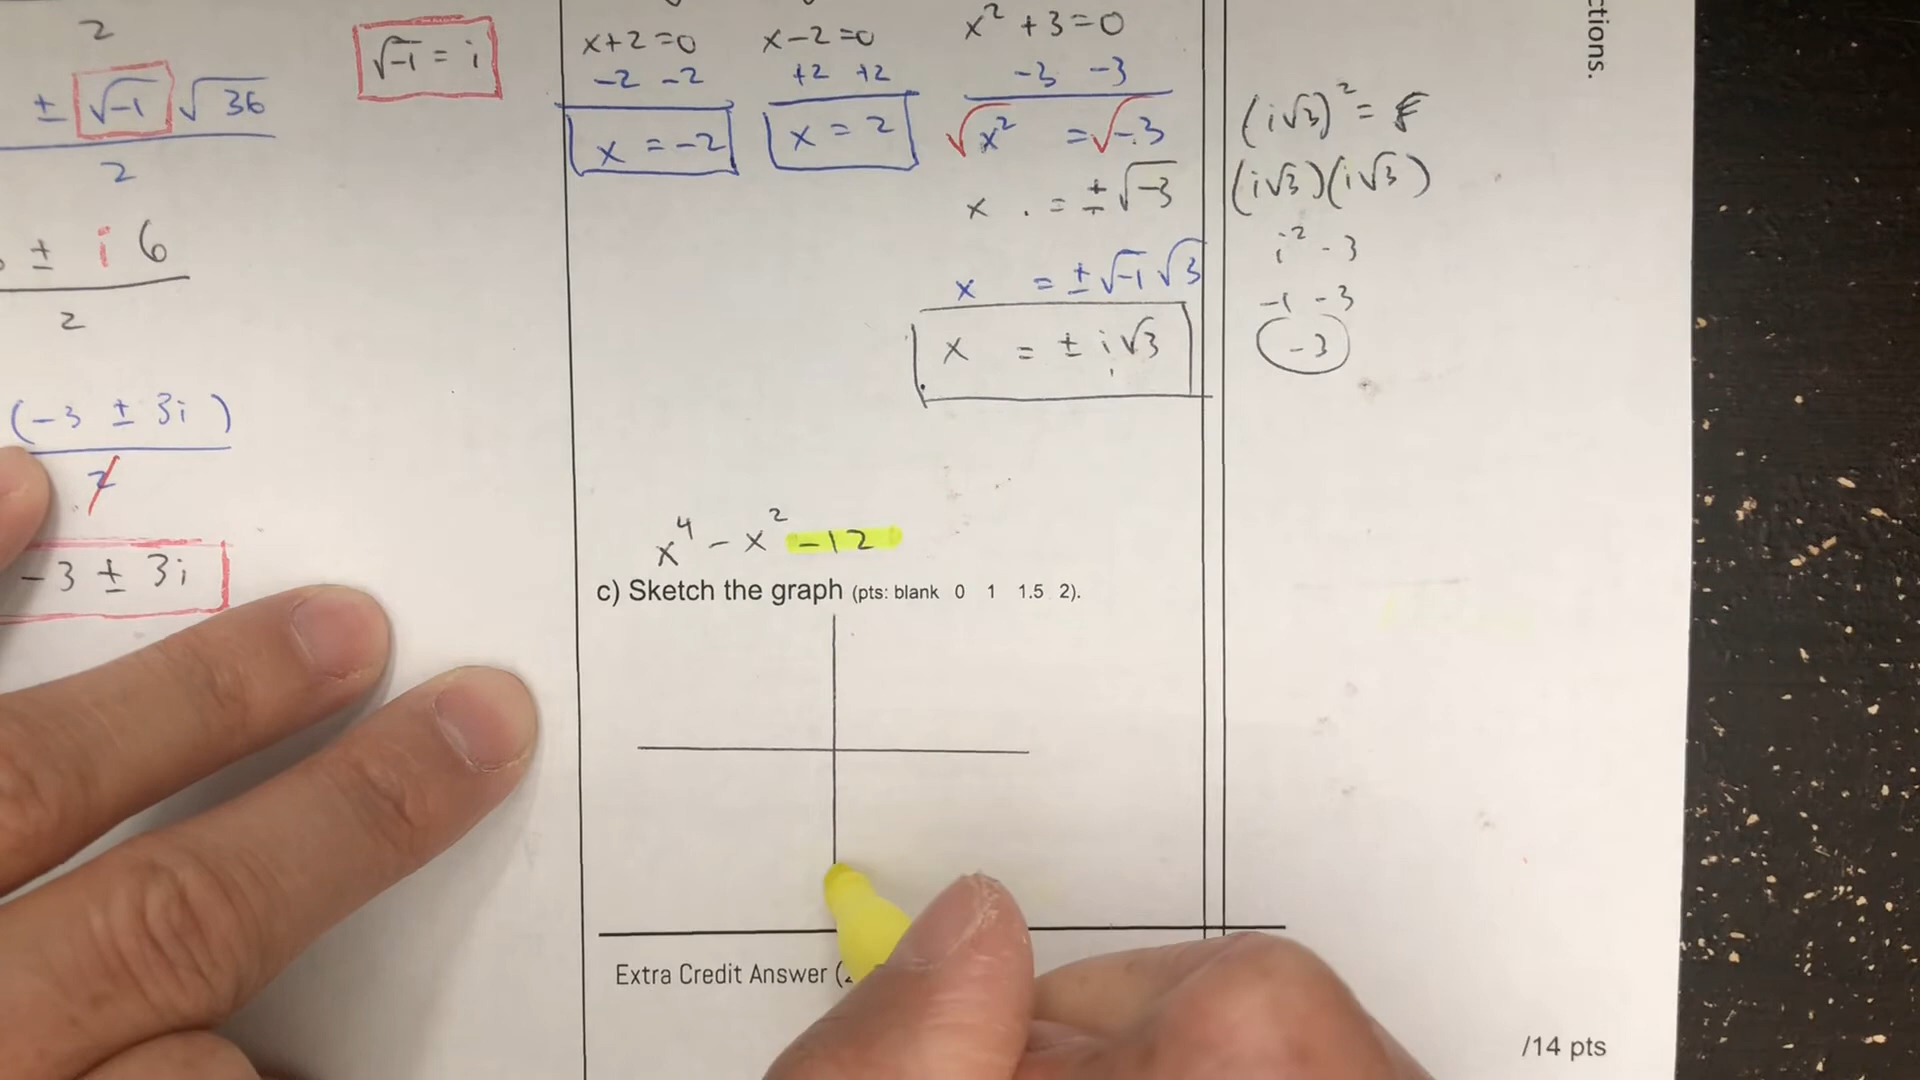 2
± √-1 √36
2
± i 6
2
(-3 ± 3i)
2
-3 ± 3i
√-1 = i
x+2=0
-2 -2
x = -2
x-2=0
+2 +2
x = 2
x² +3=0
-3 -3
√x² = √-3
x = ±√-3
x = ±√-1 √3
x = ± i√3
(i√3)² =
(i√3)(i√3)
i² - 3
-1 - 3
-3
x⁴ - x² -12
c) Sketch the graph (pts: blank 0 1 1.5 2).
Extra Credit Answer (
/14 pts
ctions.